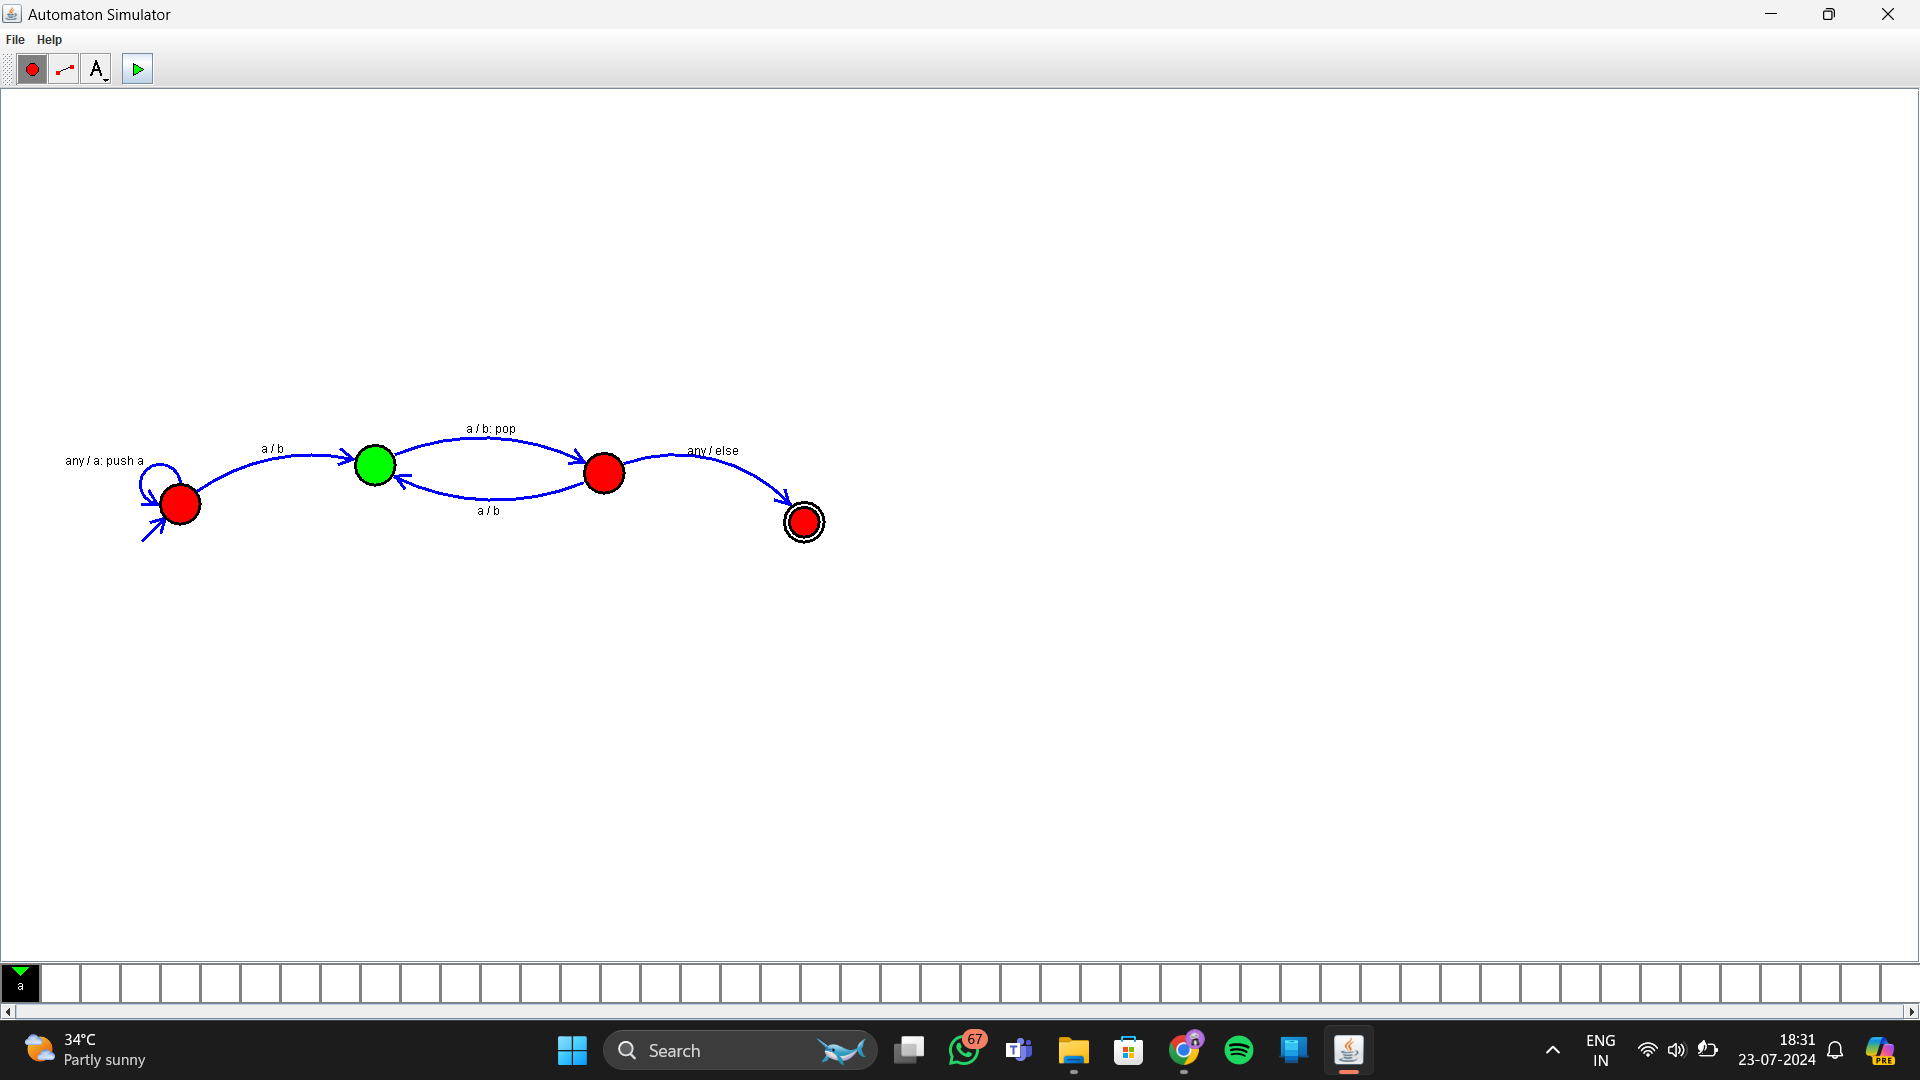 Automaton Simulator
File Help
A
a / b: pop
a / b
any / else
any / a: push a
a / b
a
34°C
Partly sunny
Search
67
ENG
IN
18:31
23-07-2024
PRE